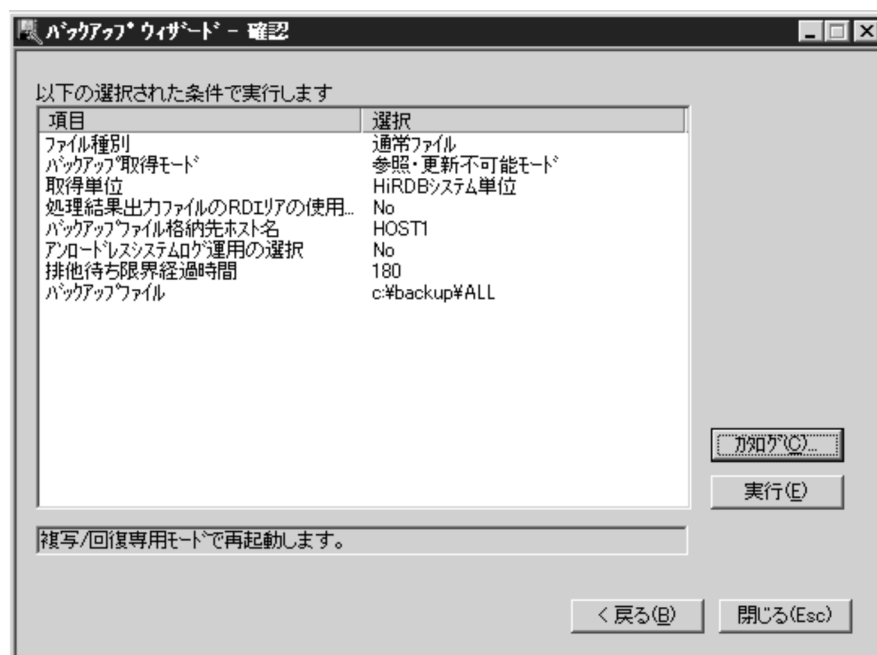 バックアップ ウィザード - 確認
以下の選択された条件で実行します
項目 選択
ファイル種別 通常ファイル
バックアップ取得モード 参照・更新不可能モード
取得単位 HiRDBシステム単位
処理結果出力ファイルのRDエリアの使用... No
バックアップファイル格納先ホスト名 HOST1
アンロードレスシステムログ運用の選択 No
排他待ち限界経過時間 180
バックアップファイル c:¥backup¥ALL
カタログ(C)...
実行(E)
複写/回復専用モードで再起動します。
< 戻る(B) 閉じる(Esc)